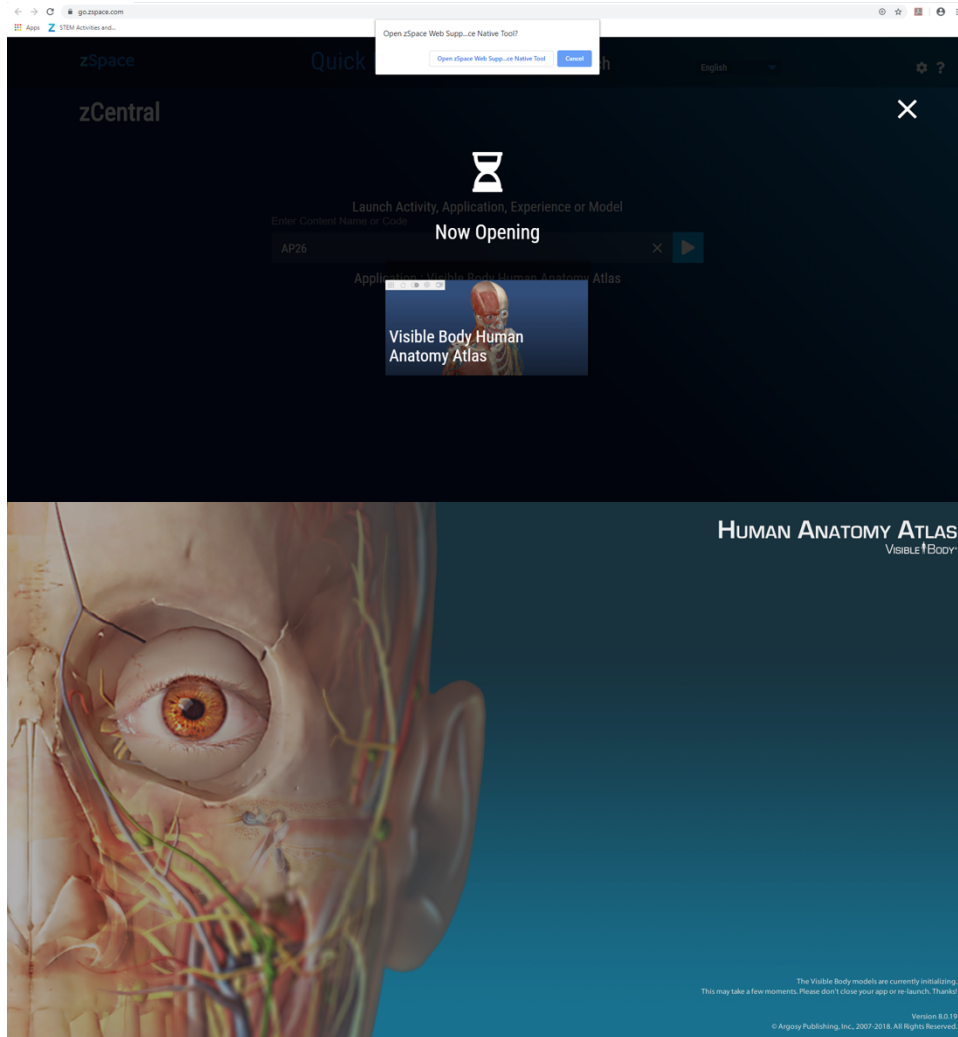 go.zspace.com
Apps
STEM Activities and...
Open zSpace Web Supp...ce Native Tool?
Open zSpace Web Supp...ce Native Tool
Cancel
zSpace
Quick
h
English
?
zCentral
Launch Activity, Application, Experience or Model
Enter Content Name or Code
Now Opening
AP26
Application : Visible Body Human Anatomy Atlas
Visible Body Human
Anatomy Atlas
HUMAN ANATOMY ATLAS
VISIBLE BODY
The Visible Body models are currently initializing.
This may take a few moments. Please don't close your app or re-launch. Thanks!
Version 8.0.19
© Argosy Publishing, Inc., 2007-2018. All Rights Reserved.